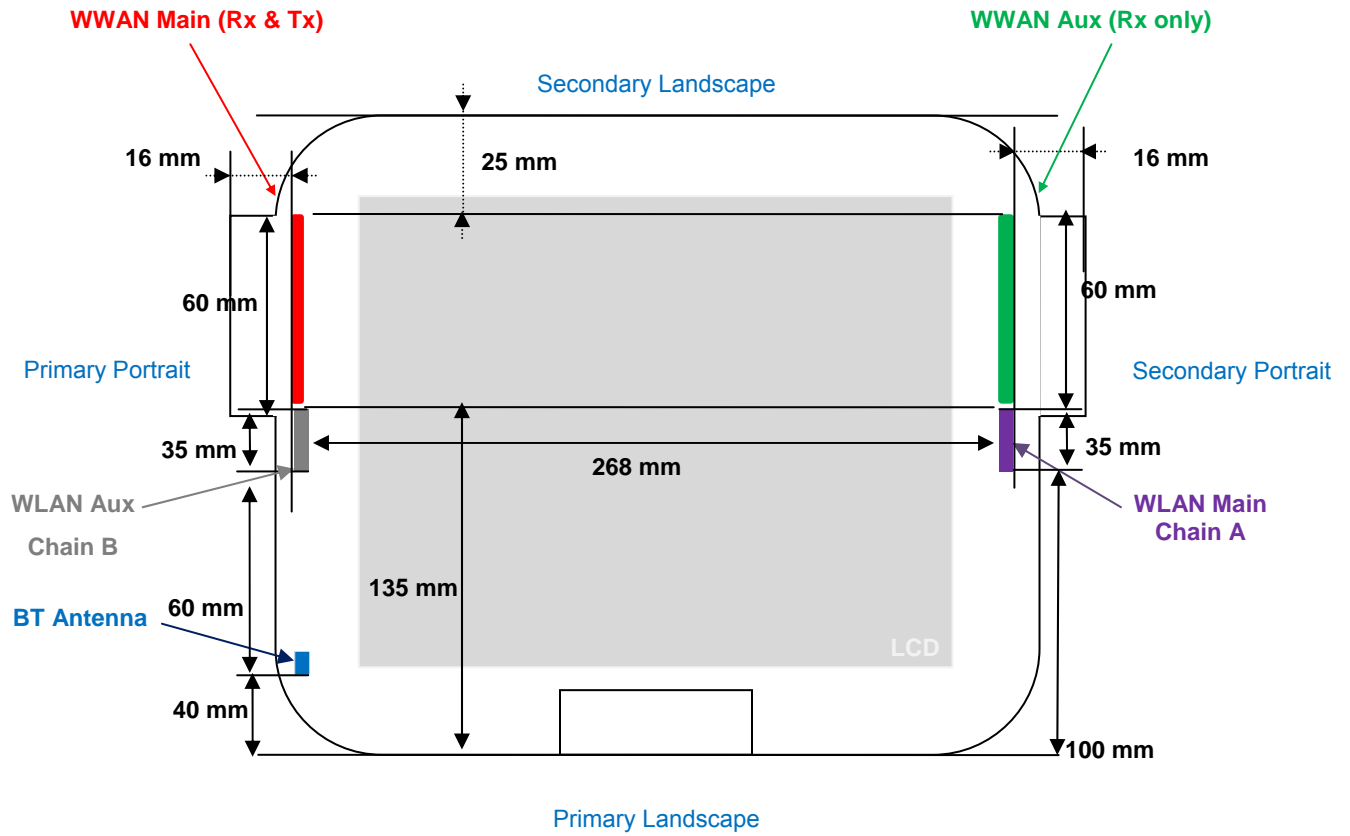 WWAN Main (Rx & Tx)
WWAN Aux (Rx only)
Secondary Landscape
16 mm
25 mm
16 mm
60 mm
60 mm
Primary Portrait
Secondary Portrait
35 mm
268 mm
35 mm
WLAN Aux
Chain B
WLAN Main
Chain A
135 mm
60 mm
BT Antenna
LCD
40 mm
100 mm
Primary Landscape